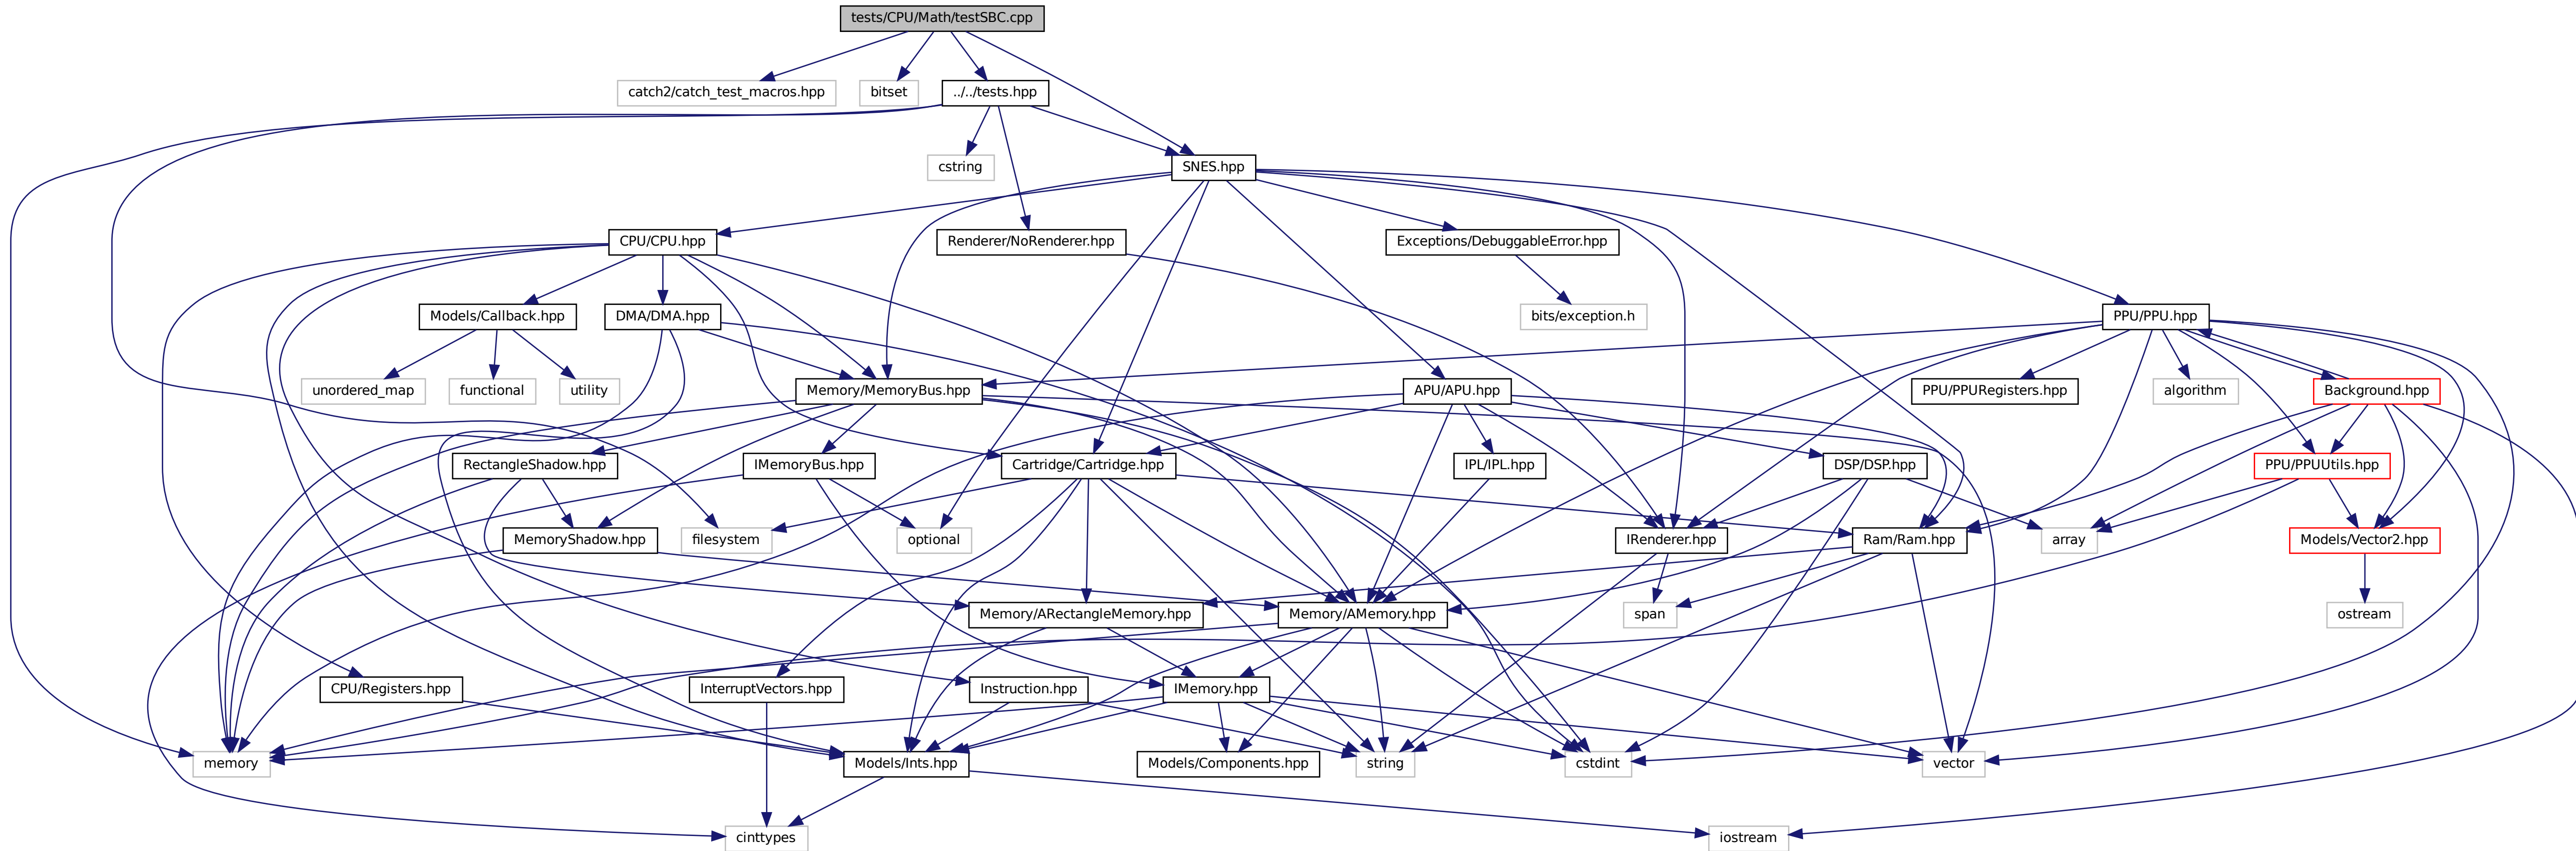 tests/CPU/Math/testSBC.cpp
catch2/catch_test_macros.hpp
bitset
../../tests.hpp
cstring
SNES.hpp
CPU/CPU.hpp
Renderer/NoRenderer.hpp
Exceptions/DebuggableError.hpp
Models/Callback.hpp
DMA/DMA.hpp
bits/exception.h
PPU/PPU.hpp
unordered_map
functional
utility
Memory/MemoryBus.hpp
APU/APU.hpp
PPU/PPURegisters.hpp
algorithm
Background.hpp
RectangleShadow.hpp
IMemoryBus.hpp
Cartridge/Cartridge.hpp
IPL/IPL.hpp
DSP/DSP.hpp
PPU/PPUUtils.hpp
MemoryShadow.hpp
filesystem
optional
IRenderer.hpp
Ram/Ram.hpp
array
Models/Vector2.hpp
Memory/ARectangleMemory.hpp
Memory/AMemory.hpp
span
ostream
CPU/Registers.hpp
InterruptVectors.hpp
Instruction.hpp
IMemory.hpp
memory
Models/Ints.hpp
Models/Components.hpp
string
cstdint
vector
cinttypes
iostream